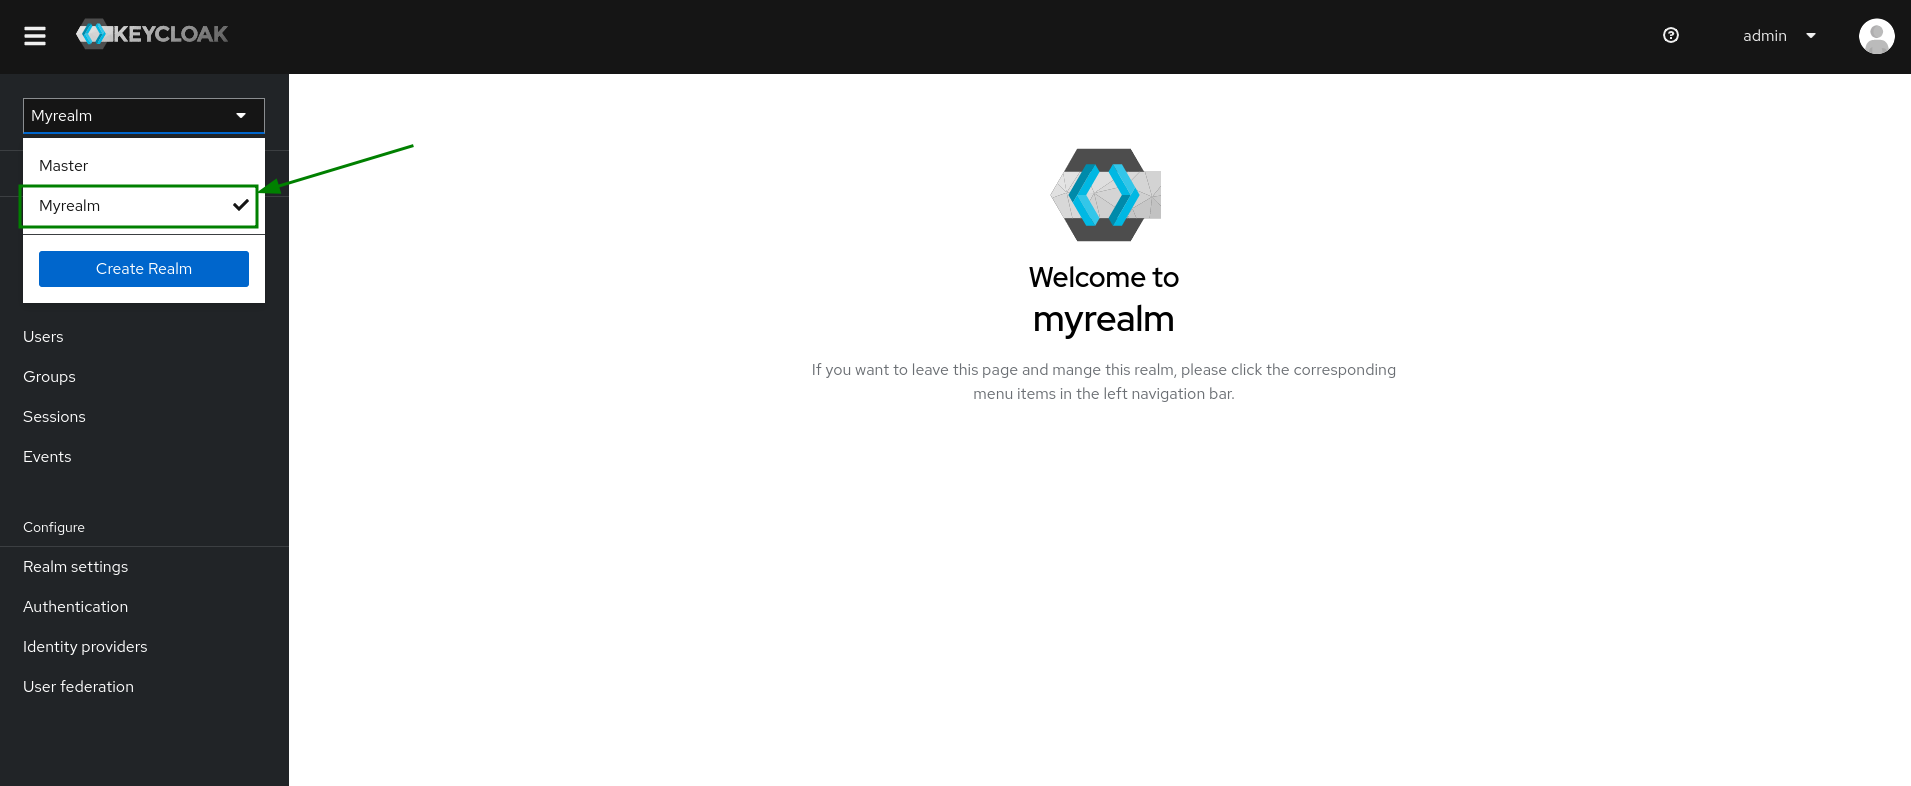 KEYCLOAK
admin
Myrealm
Master
Myrealm
Create Realm
Users
Groups
Sessions
Events
Configure
Realm settings
Authentication
Identity providers
User federation
Welcome to
myrealm
If you want to leave this page and mange this realm, please click the corresponding
menu items in the left navigation bar.